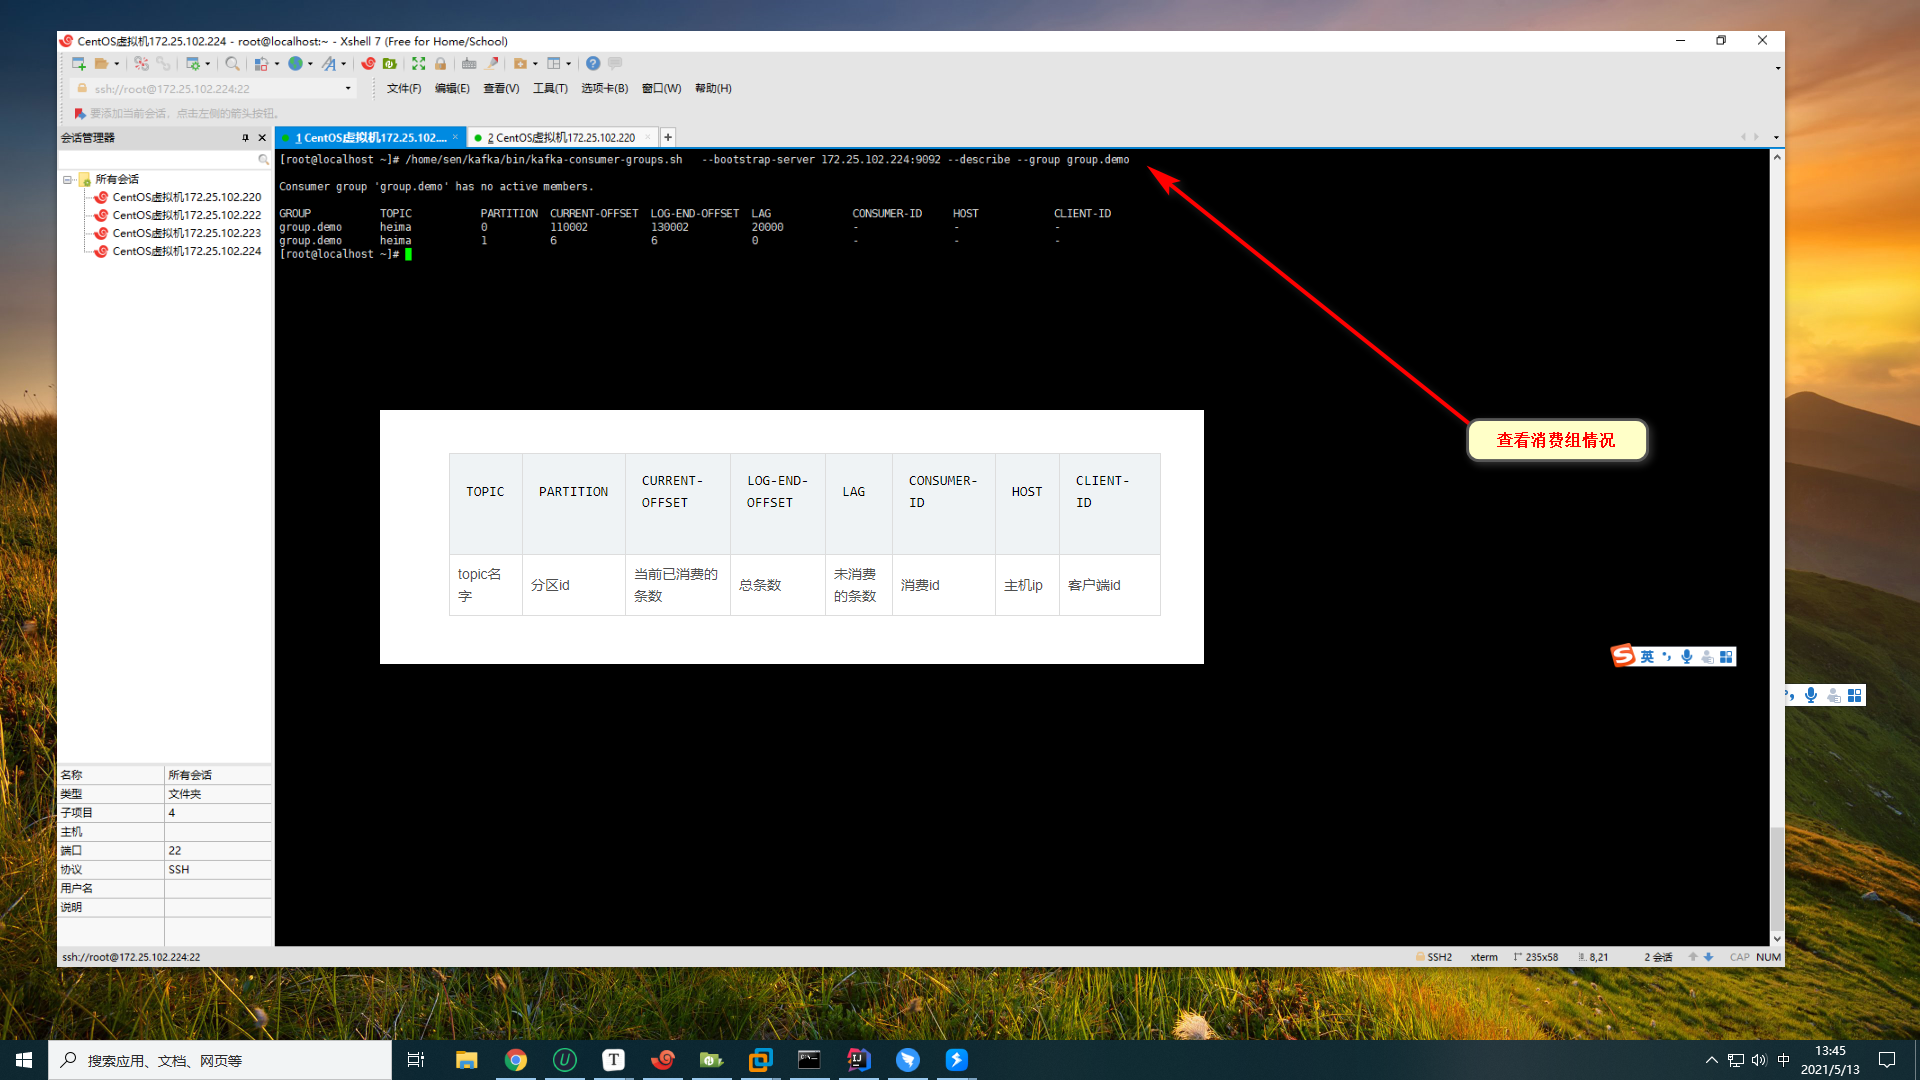 CentOS虚拟机172.25.102.224 - root@localhost:~ - Xshell 7 (Free for Home/School)
ssh://root@172.25.102.224:22
文件(F) 编辑(E) 查看(V) 工具(T) 选项卡(B) 窗口(W) 帮助(H)
要添加当前会话，点击左侧的箭头按钮。
会话管理器
1 CentOS虚拟机172.25.102....
2 CentOS虚拟机172.25.102.220
所有会话
CentOS虚拟机172.25.102.220
CentOS虚拟机172.25.102.222
CentOS虚拟机172.25.102.223
CentOS虚拟机172.25.102.224
[root@localhost ~]# /home/sen/kafka/bin/kafka-consumer-groups.sh   --bootstrap-server 172.25.102.224:9092 --describe --group group.demo
Consumer group 'group.demo' has no active members.
GROUP TOPIC PARTITION CURRENT-OFFSET LOG-END-OFFSET LAG CONSUMER-ID HOST CLIENT-ID
group.demo heima 0 110002 130002 20000 - - -
group.demo heima 1 6 6 0 - - -
[root@localhost ~]#
查看消费组情况
TOPIC PARTITION CURRENT-OFFSET LOG-END-OFFSET LAG CONSUMER-ID HOST CLIENT-ID
topic名字 分区id 当前已消费的条数 总条数 未消费的条数 消费id 主机ip 客户端id
英
名称 所有会话
类型 文件夹
子项目 4
主机
端口 22
协议 SSH
用户名
说明
ssh://root@172.25.102.224:22
SSH2 xterm 235x58 8,21 2 会话 CAP NUM
搜索应用、文档、网页等
中
13:45
2021/5/13